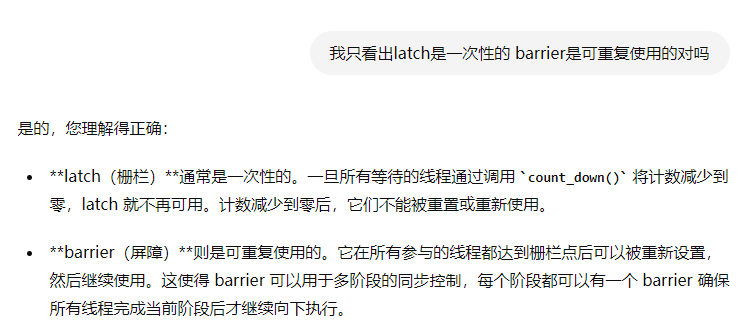 我只看出latch是一次性的 barrier是可重复使用的对吗
是的，您理解得正确：
• **latch（栅栏）**通常是一次性的。一旦所有等待的线程通过调用 `count_down()` 将计数减少到
零，latch 就不再可用。计数减少到零后，它们不能被重置或重新使用。
• **barrier（屏障）**则是可重复使用的。它在所有参与的线程都达到栅栏点后可以被重新设置，
然后继续使用。这使得 barrier 可以用于多阶段的同步控制，每个阶段都可以有一个 barrier 确保
所有线程完成当前阶段后才继续向下执行。